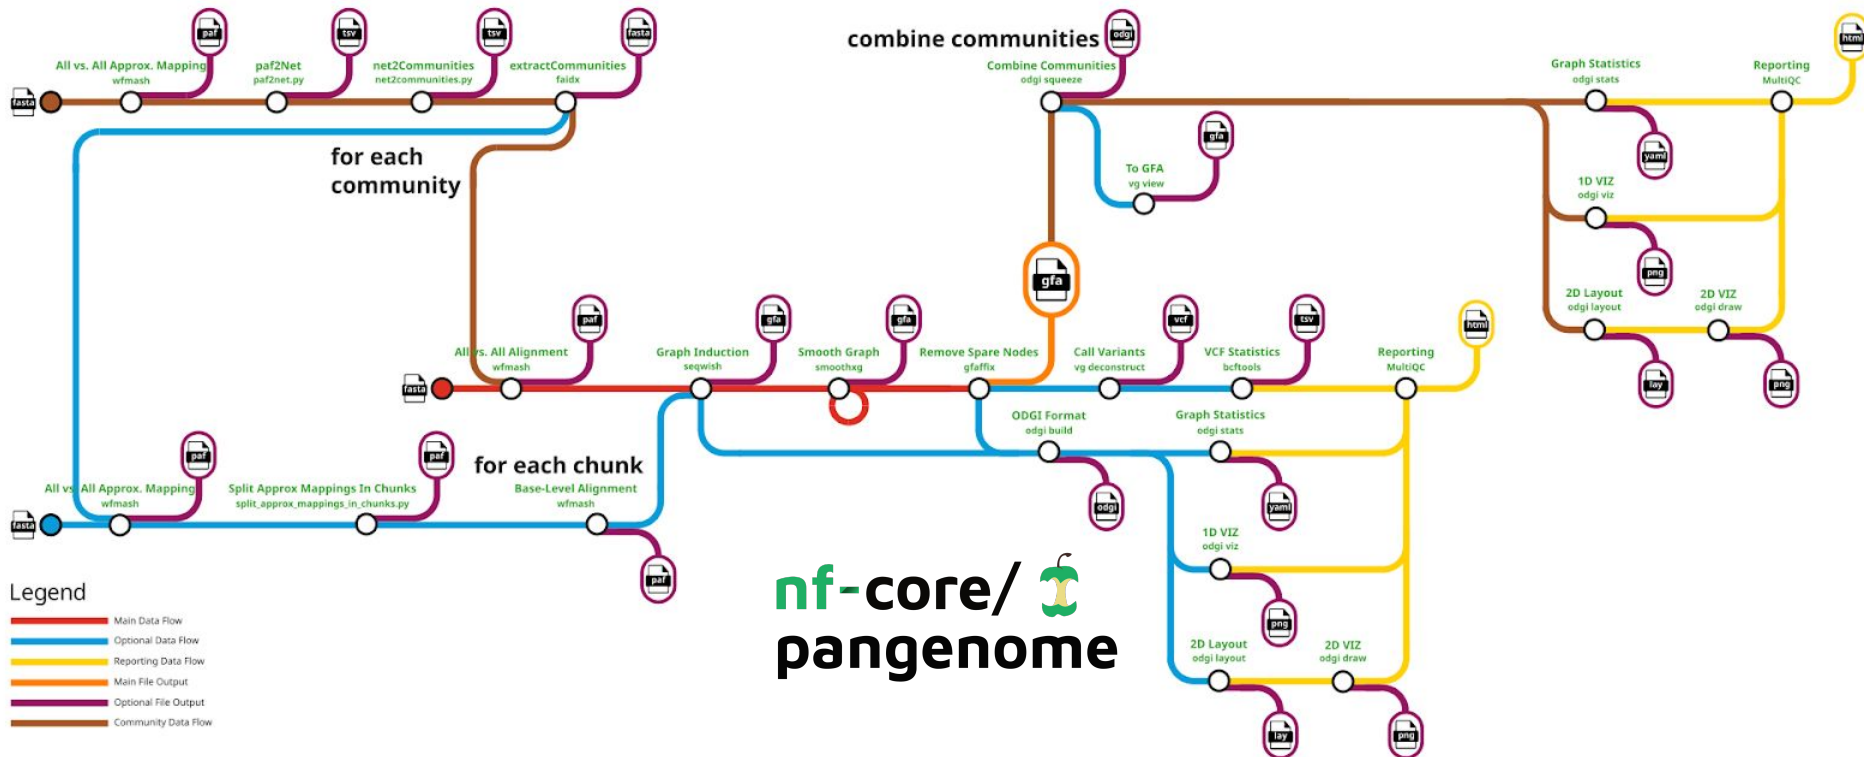 paf
tsv
tsv
fasta
All vs. All Approx. Mapping
wfmash
paf2Net
paf2net.py
net2Communities
net2communities.py
extractCommunities
faidx
fasta
for each
community
combine communities
odgi
Combine Communities
odgi squeeze
gfa
To GFA
vg view
gfa
html
Graph Statistics
odgi stats
Reporting
MultiQC
yaml
1D VIZ
odgi viz
png
2D Layout
odgi layout
2D VIZ
odgi draw
lay
png
paf
gfa
gfa
vcf
tsv
html
All vs. All Alignment
wfmash
Graph Induction
seqwish
Smooth Graph
smoothxg
Remove Spare Nodes
gfaffix
Call Variants
vg deconstruct
VCF Statistics
bcftools
Reporting
MultiQC
fasta
ODGI Format
odgi build
Graph Statistics
odgi stats
odgi
yaml
1D VIZ
odgi viz
png
2D Layout
odgi layout
2D VIZ
odgi draw
lay
png
paf
paf
for each chunk
All vs. All Approx. Mapping
wfmash
Split Approx Mappings In Chunks
split_approx_mappings_in_chunks.py
Base-Level Alignment
wfmash
fasta
paf
nf-core/
pangenome
Legend
Main Data Flow
Optional Data Flow
Reporting Data Flow
Main File Output
Optional File Output
Community Data Flow